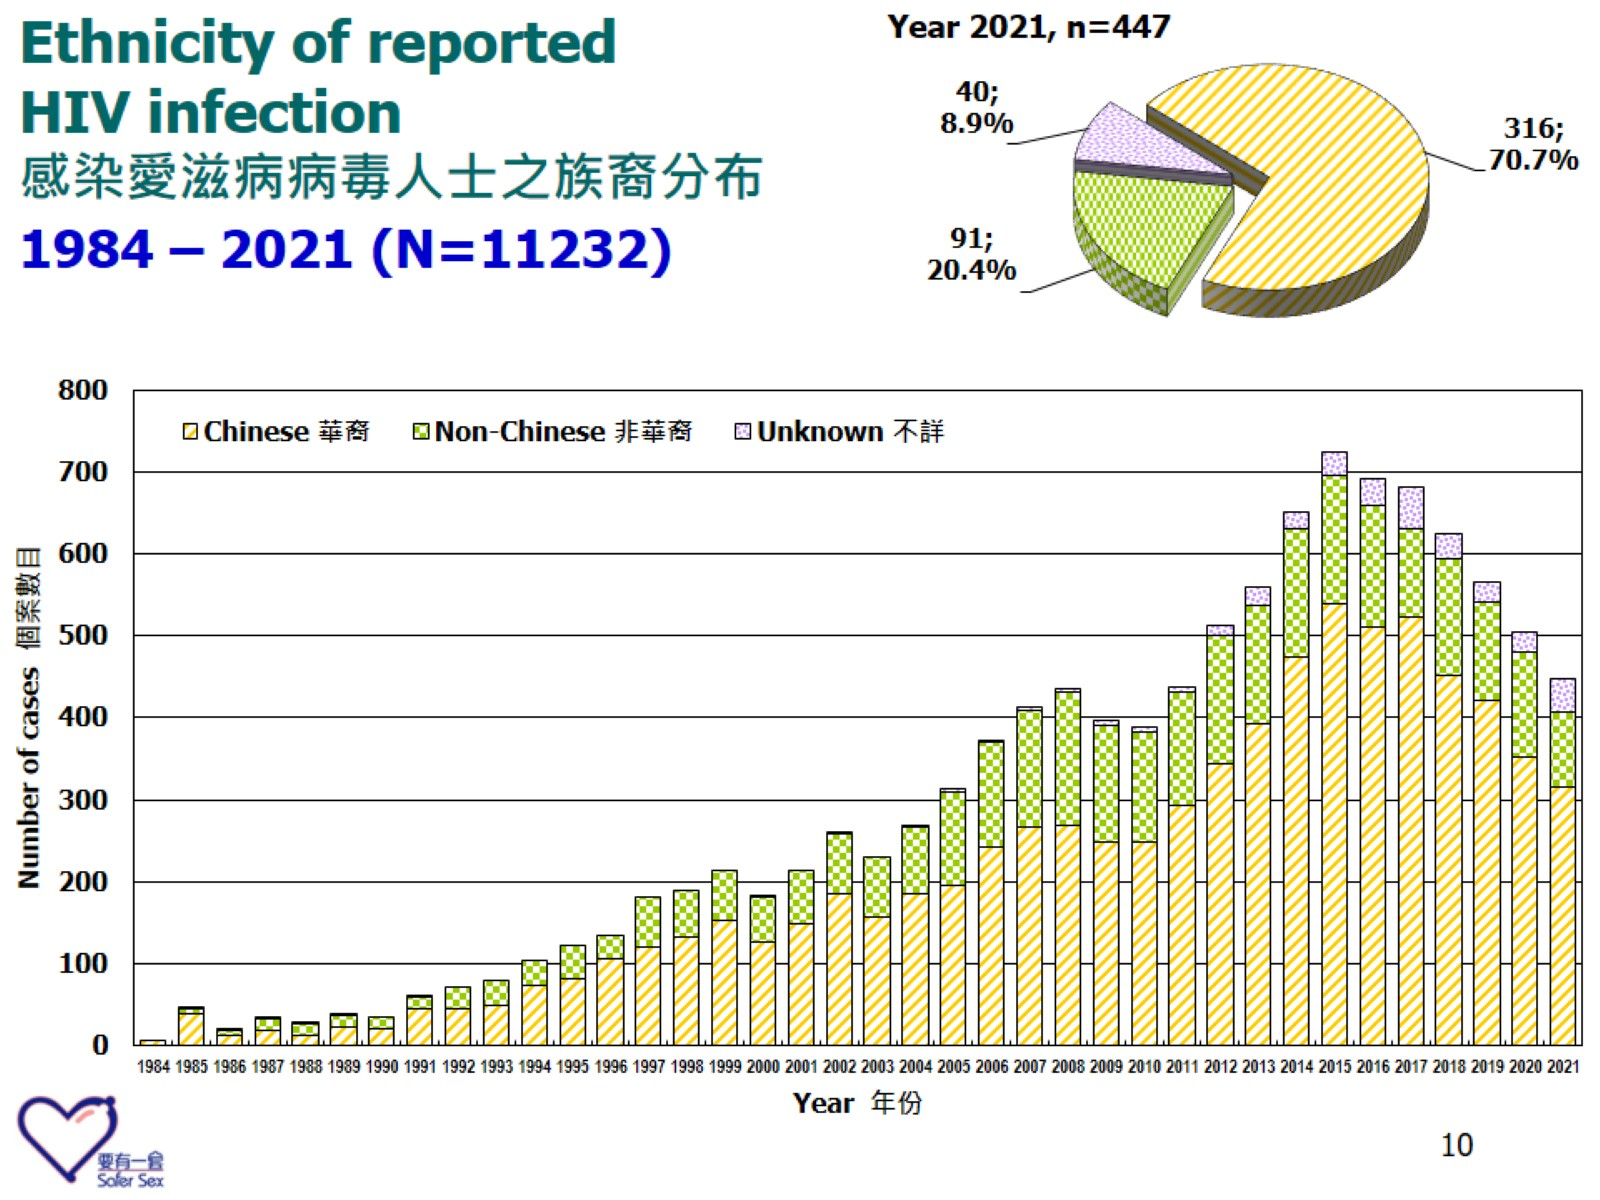 Ethnicity of reported
HIV infection
感染愛滋病病毒人士之族裔分布
1984 – 2021 (N=11232)
Year 2021, n=447
40;
8.9%
316;
70.7%
91;
20.4%
800
700
600
500
400
300
200
100
0
Number of cases 個案數目
Chinese 華裔 Non-Chinese 非華裔 Unknown 不詳
1984 1985 1986 1987 1988 1989 1990 1991 1992 1993 1994 1995 1996 1997 1998 1999 2000 2001 2002 2003 2004 2005 2006 2007 2008 2009 2010 2011 2012 2013 2014 2015 2016 2017 2018 2019 2020 2021
Year 年份
要有一套
Safer Sex
10